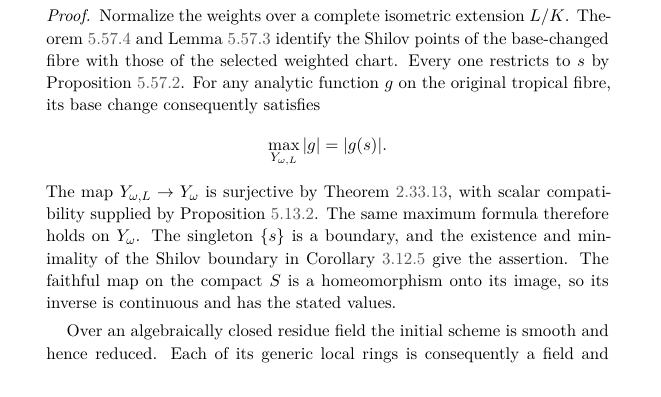 Proof. Normalize the weights over a complete isometric extension L/K. The-
orem 5.57.4 and Lemma 5.57.3 identify the Shilov points of the base-changed
fibre with those of the selected weighted chart. Every one restricts to s by
Proposition 5.57.2. For any analytic function g on the original tropical fibre,
its base change consequently satisfies
max_{Y_{ω,L}} |g| = |g(s)|.
The map Y_{ω,L} → Y_ω is surjective by Theorem 2.33.13, with scalar compati-
bility supplied by Proposition 5.13.2. The same maximum formula therefore
holds on Y_ω. The singleton {s} is a boundary, and the existence and min-
imality of the Shilov boundary in Corollary 3.12.5 give the assertion. The
faithful map on the compact S is a homeomorphism onto its image, so its
inverse is continuous and has the stated values.
Over an algebraically closed residue field the initial scheme is smooth and
hence reduced. Each of its generic local rings is consequently a field and